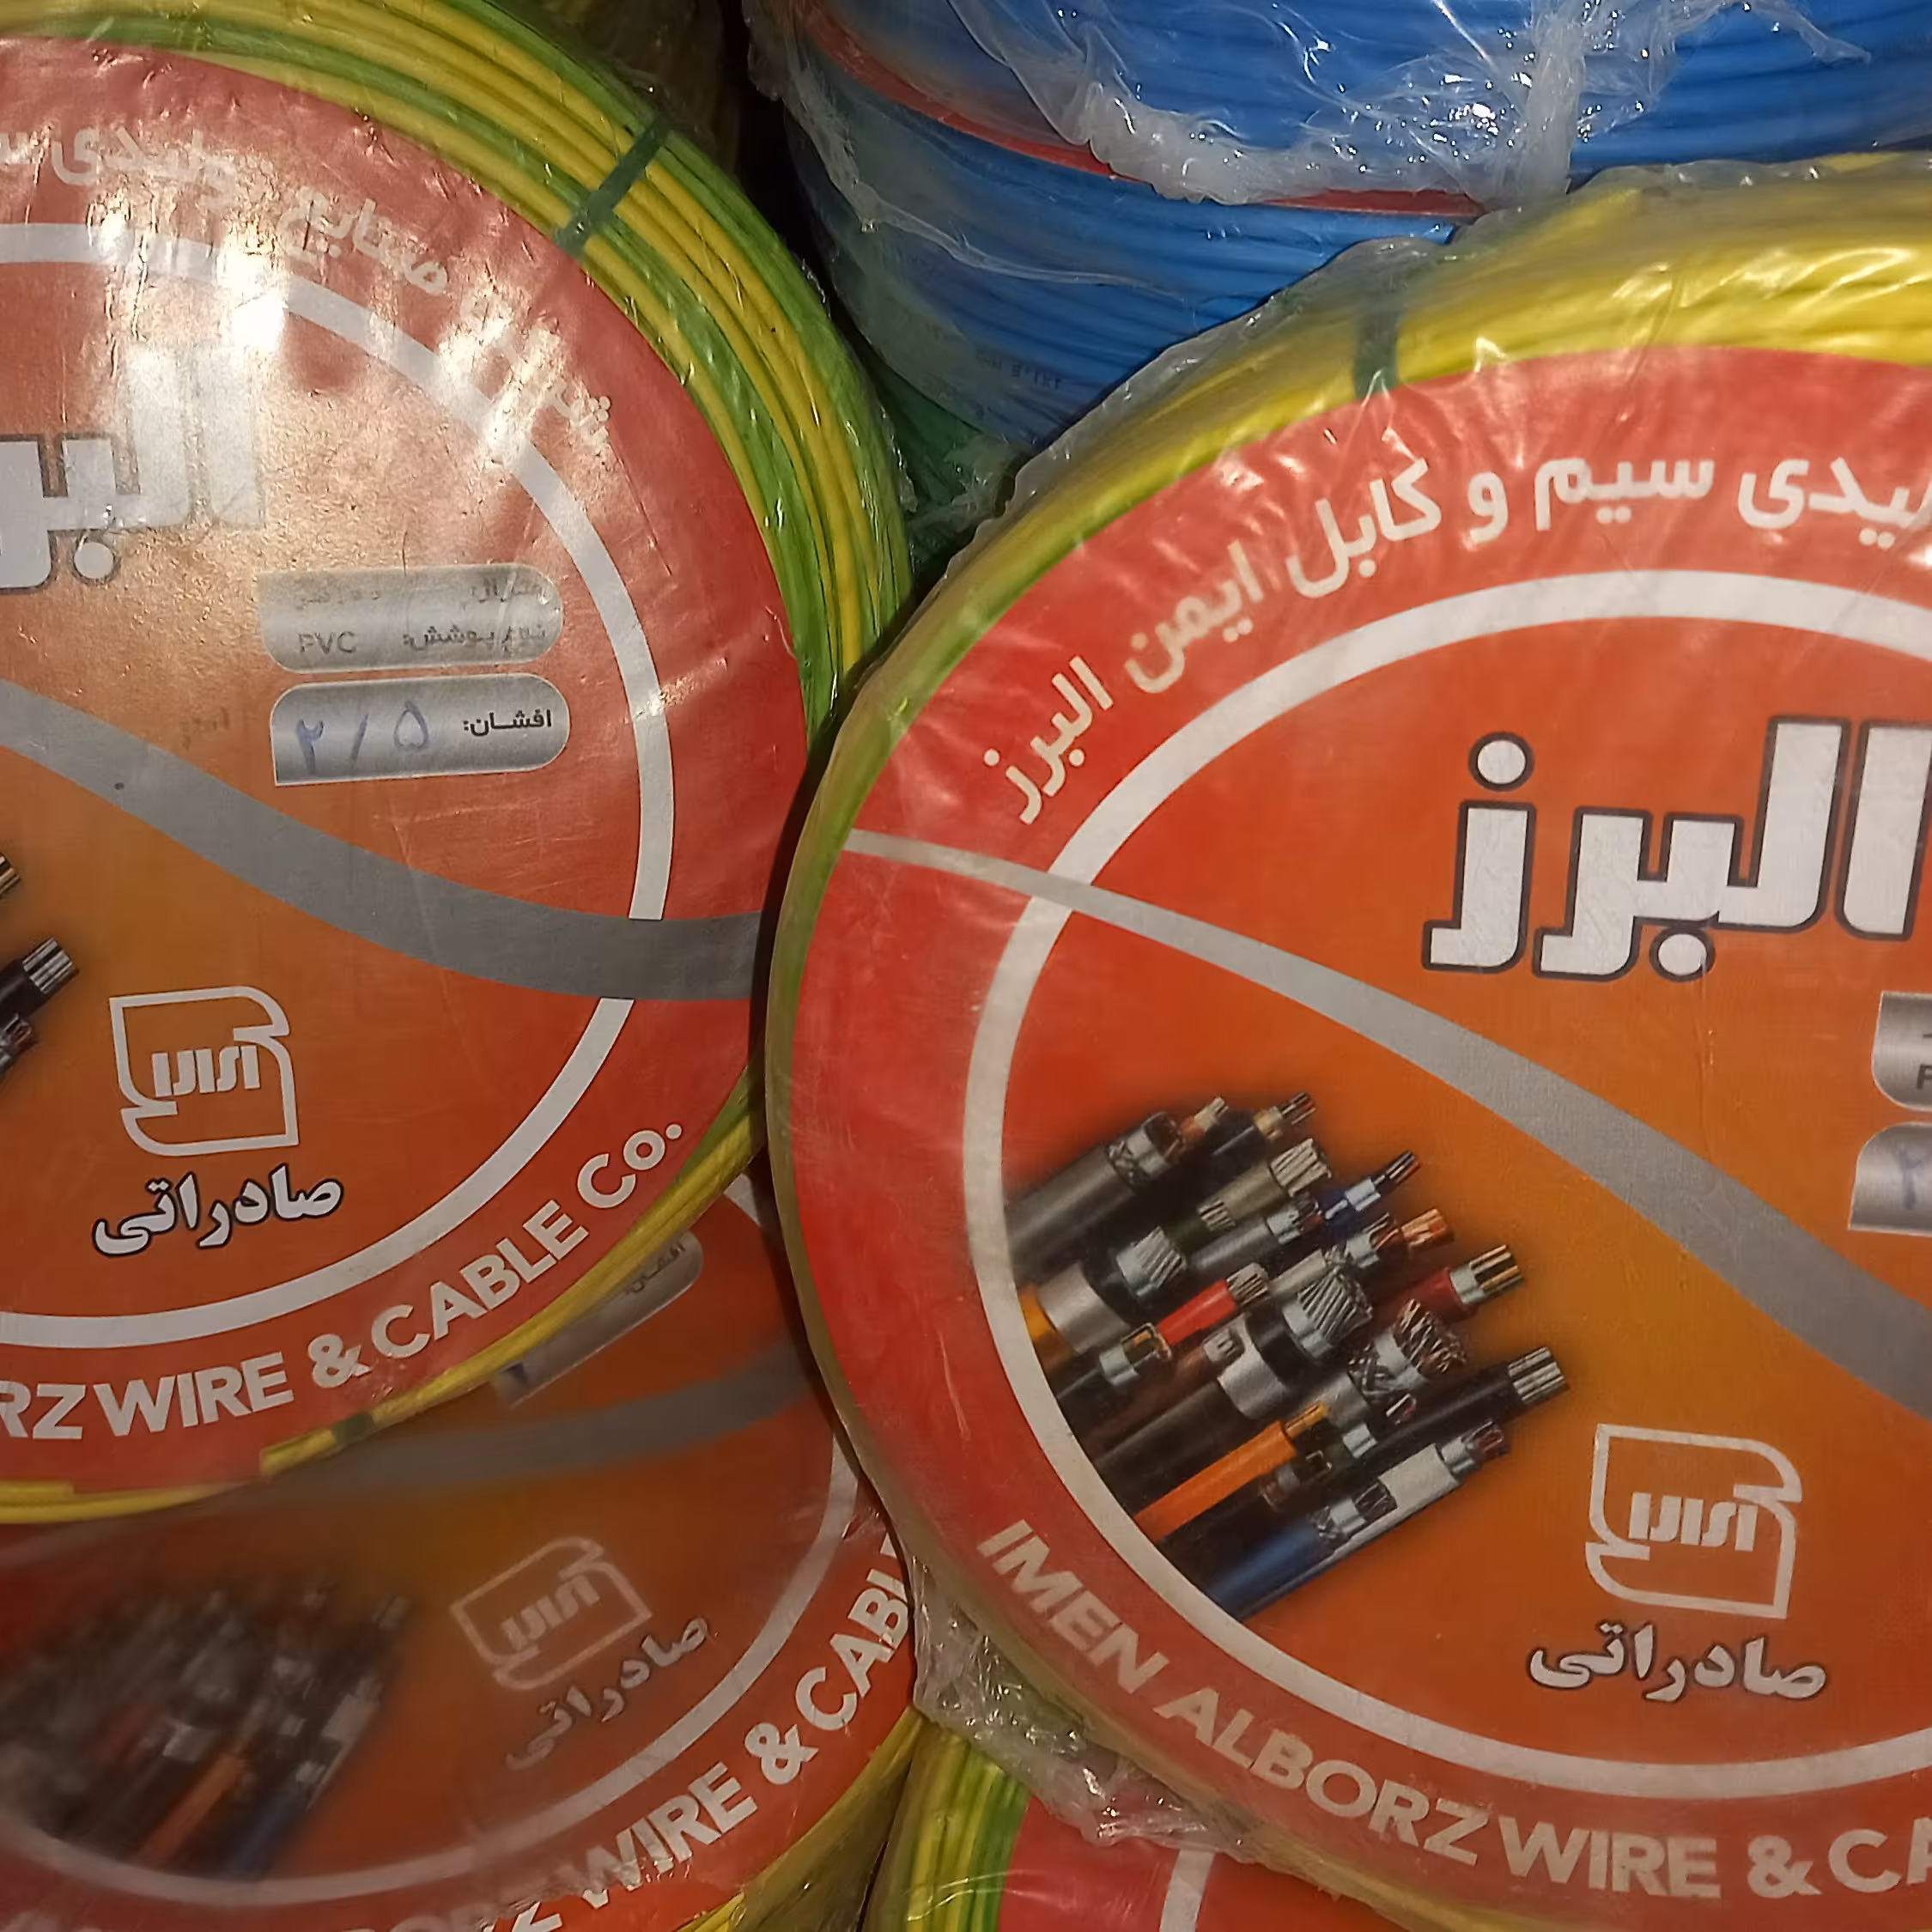 شرکت صنایع تولیدی
PVC نوع پوشش:
افشان: ۲/۵
صادراتی
RZ WIRE & CABLE Co.
یدی سیم و کابل ایمن البرز
البرز
صادراتی
IMEN ALBORZ WIRE & CA
افشان:
صادراتی
WIRE & CABL